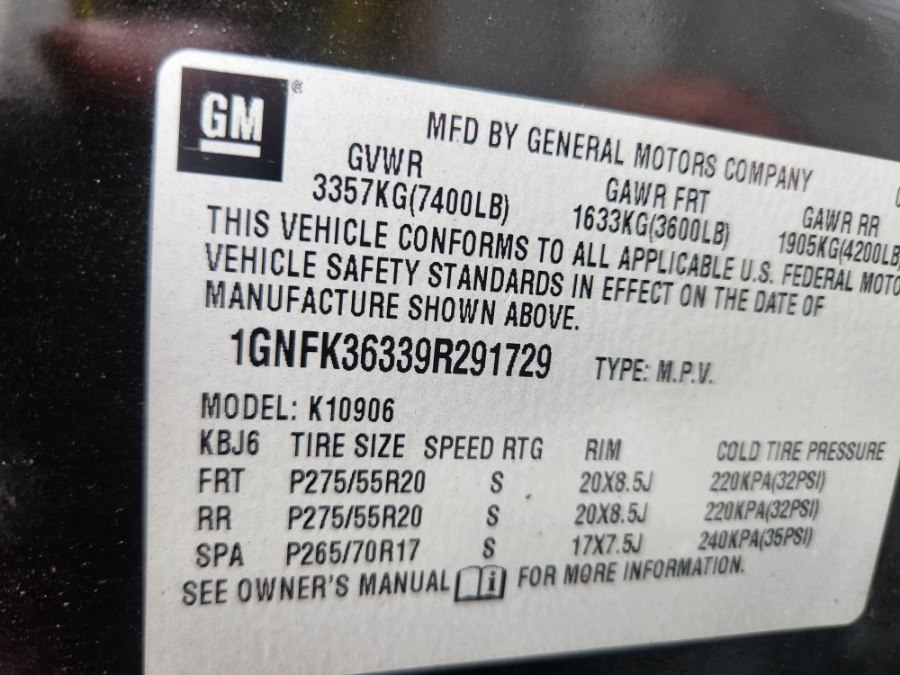 GM ®
MFD BY GENERAL MOTORS COMPANY
GVWR GAWR FRT GAWR RR
3357KG(7400LB) 1633KG(3600LB) 1905KG(4200LB
THIS VEHICLE CONFORMS TO ALL APPLICABLE U.S. FEDERAL MOTO
VEHICLE SAFETY STANDARDS IN EFFECT ON THE DATE OF
MANUFACTURE SHOWN ABOVE.
1GNFK36339R291729 TYPE: M.P.V.
MODEL: K10906
KBJ6 TIRE SIZE SPEED RTG RIM COLD TIRE PRESSURE
FRT P275/55R20 S 20X8.5J 220KPA(32PSI)
RR P275/55R20 S 20X8.5J 220KPA(32PSI)
SPA P265/70R17 S 17X7.5J 240KPA(35PSI)
SEE OWNER'S MANUAL i FOR MORE INFORMATION.